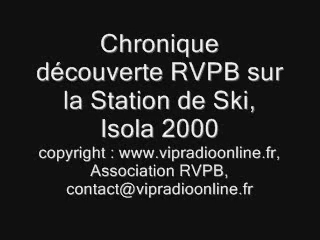 Chronique
découverte RVPB sur
la Station de Ski,
Isola 2000
copyright : www.vipradioonline.fr,
Association RVPB,
contact@vipradioonline.fr